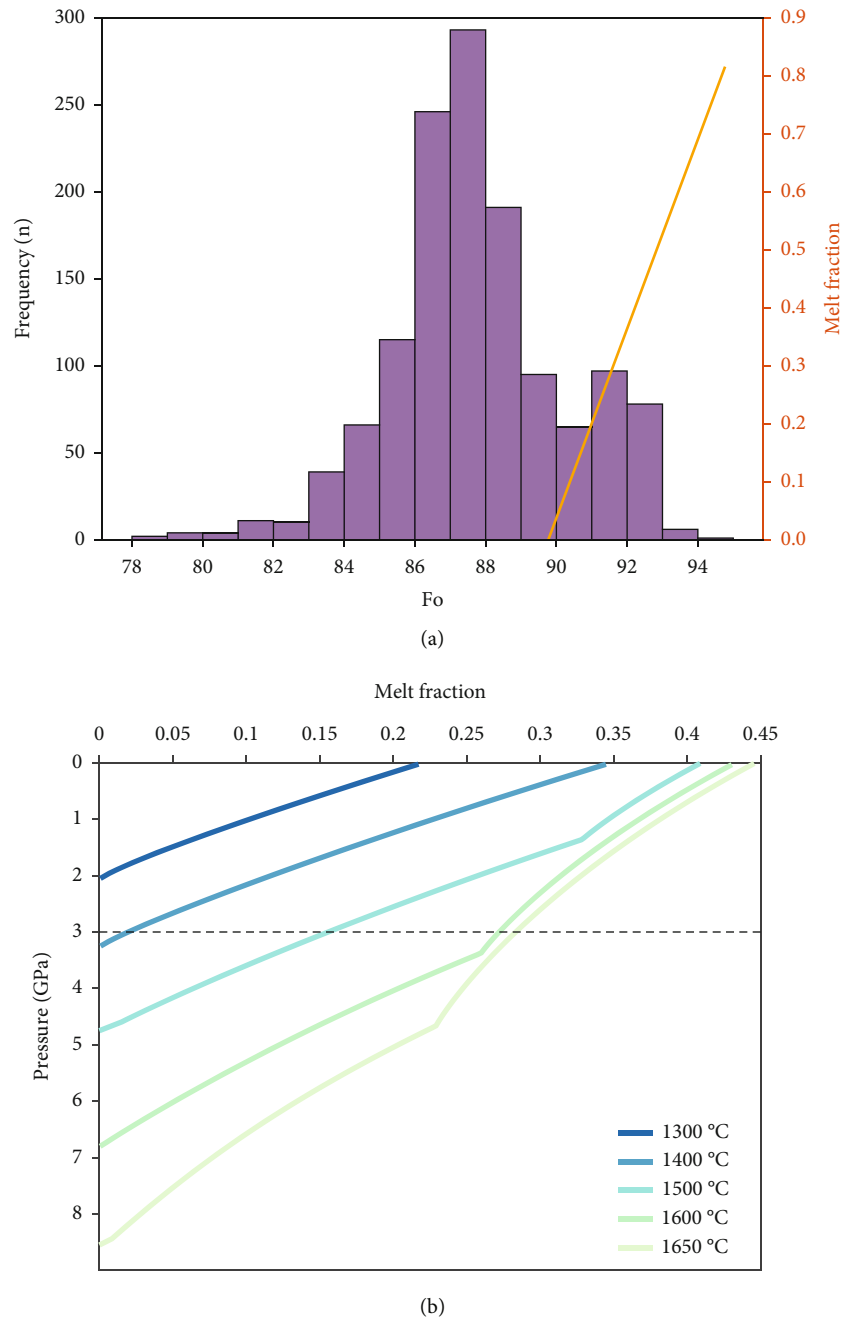 300
250
200
150
100
50
0
Frequency (n)
0.9
0.8
0.7
0.6
0.5
0.4
0.3
0.2
0.1
0.0
Melt fraction
78 80 82 84 86 88 90 92 94
Fo
(a)
Melt fraction
0 0.05 0.1 0.15 0.2 0.25 0.3 0.35 0.4 0.45
0
1
2
3
4
5
6
7
8
Pressure (GPa)
1300 °C
1400 °C
1500 °C
1600 °C
1650 °C
(b)